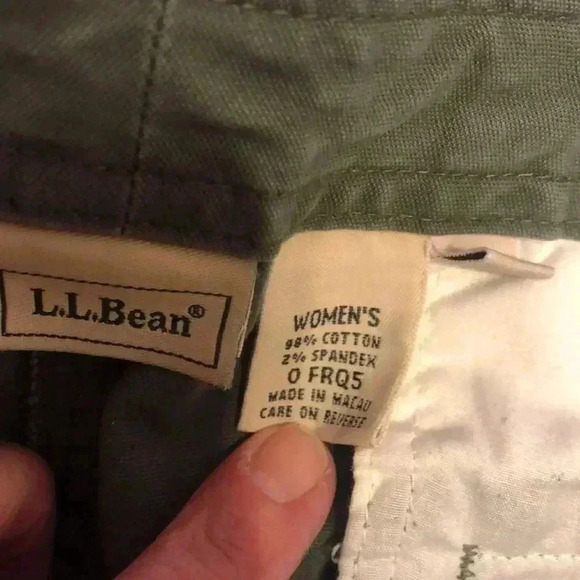 L.L.Bean®
WOMEN'S
98% COTTON
2% SPANDEX
0 FRQ5
MADE IN MACAU
CARE ON REVERSE